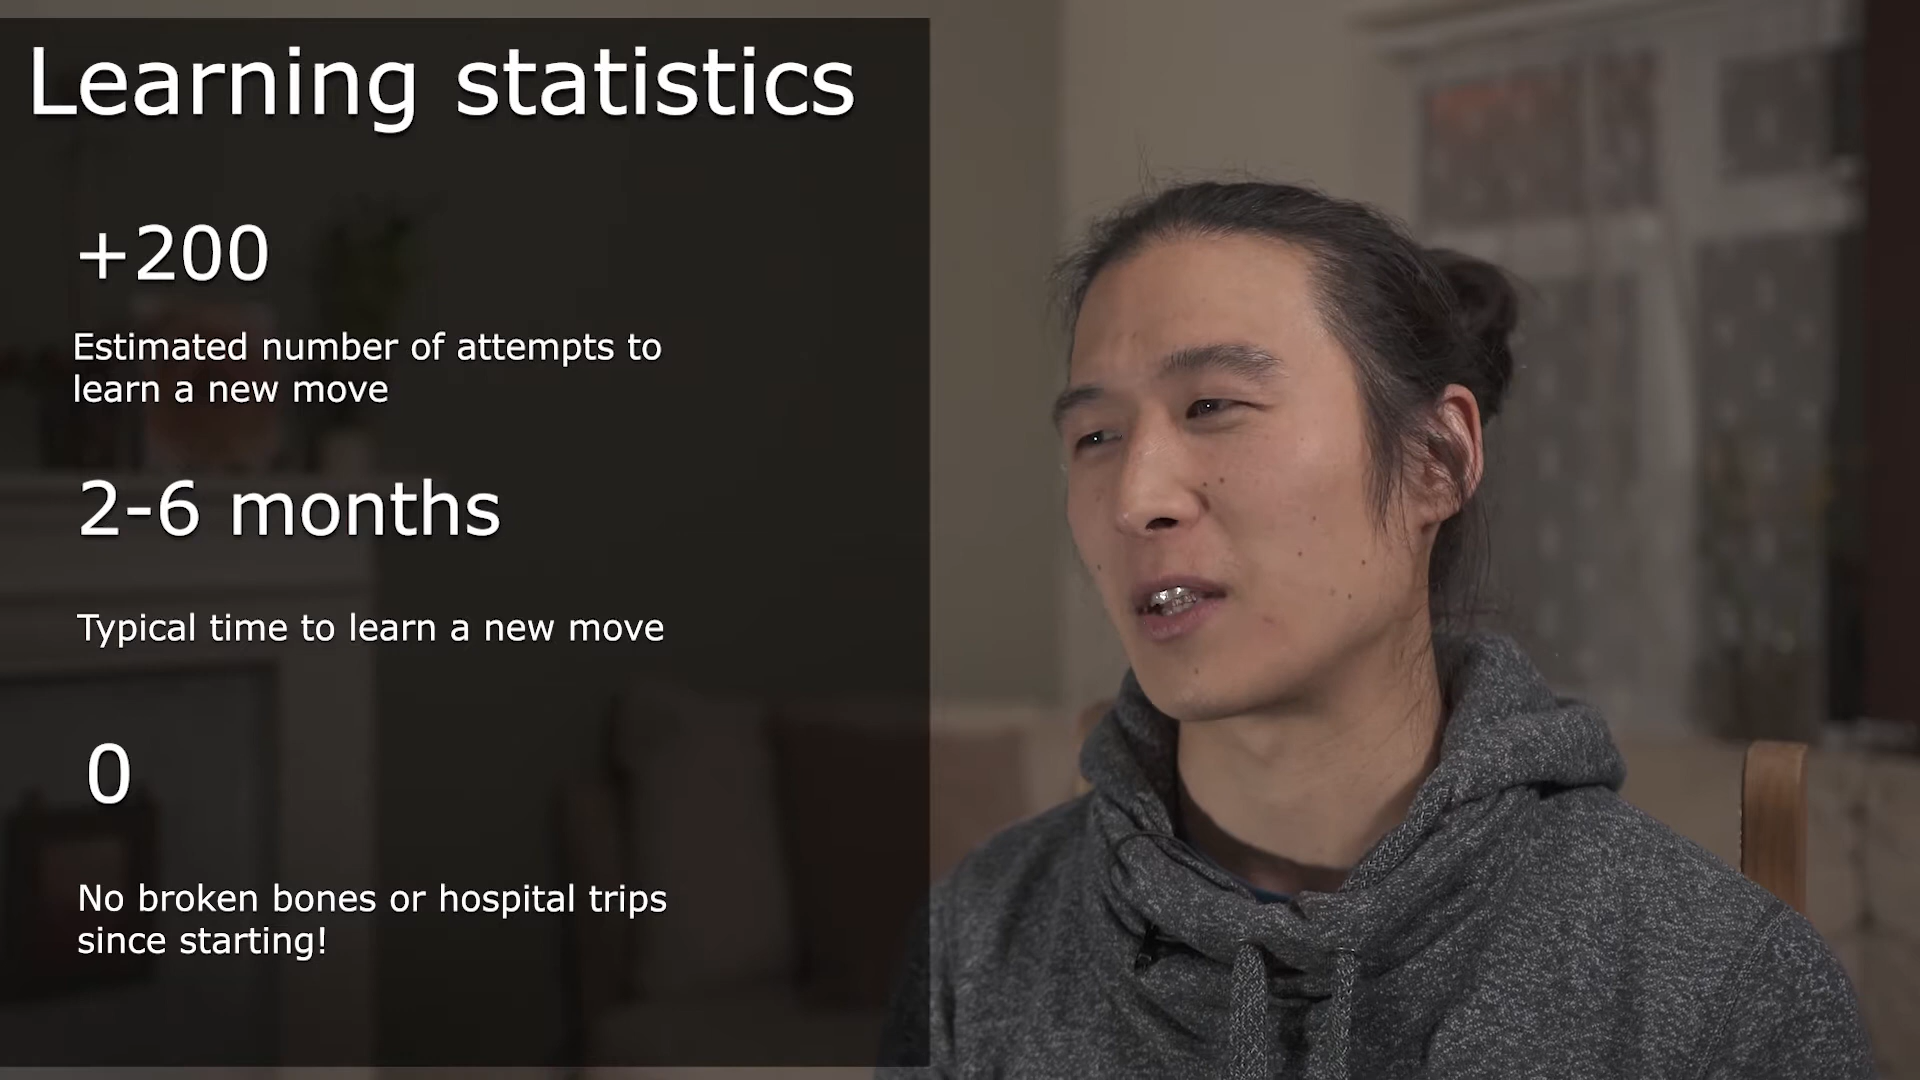 Learning statistics
+200
Estimated number of attempts to
learn a new move
2-6 months
Typical time to learn a new move
0
No broken bones or hospital trips
since starting!